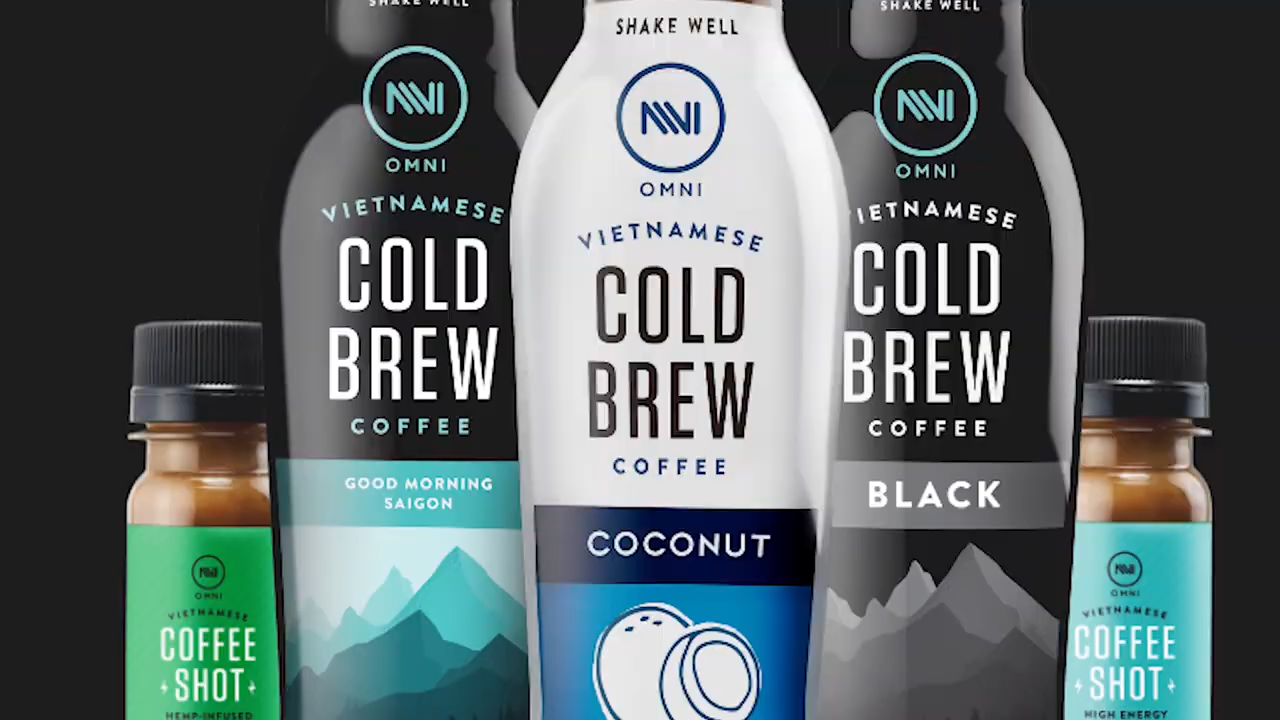 SHAKE WELL
OMNI
VIETNAMESE
COLD
BREW
COFFEE
GOOD MORNING
SAIGON
SHAKE WELL
OMNI
VIETNAMESE
COLD
BREW
COFFEE
COCONUT
SHAKE WELL
OMNI
VIETNAMESE
COLD
BREW
COFFEE
BLACK
OMNI
VIETNAMESE
COFFEE
SHOT
HEMP-INFUSED
OMNI
VIETNAMESE
COFFEE
SHOT
HIGH ENERGY